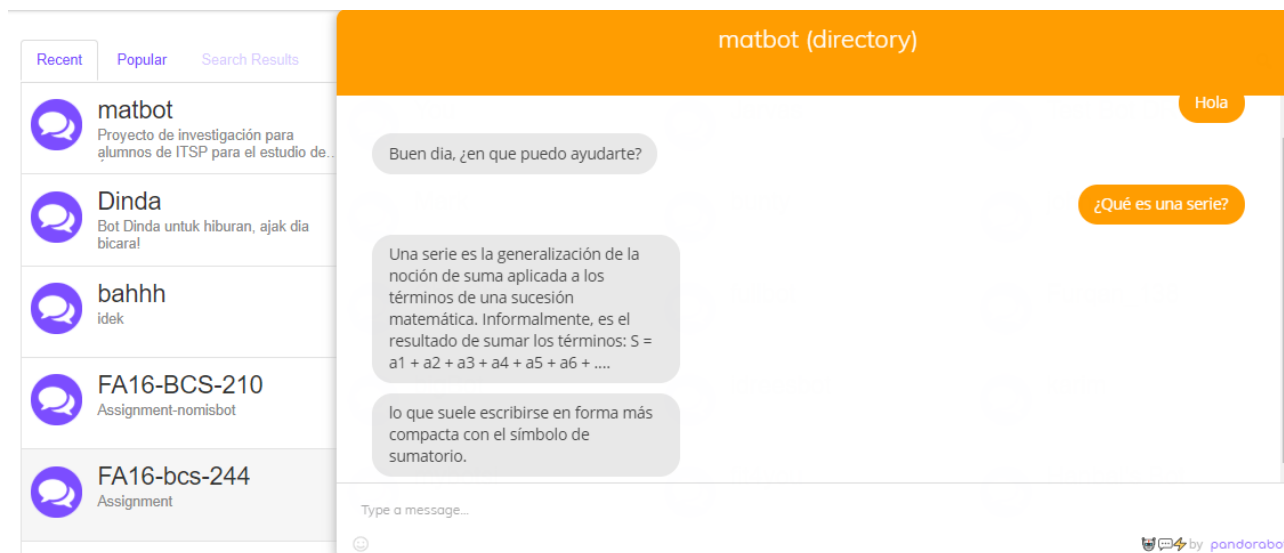 Recent
Popular
Search Results
matbot
Proyecto de investigación para
alumnos de ITSP para el estudio de...
Dinda
Bot Dinda untuk hiburan, ajak dia
bicara!
bahhh
idek
FA16-BCS-210
Assignment-nomisbot
FA16-bcs-244
Assignment
matbot (directory)
Hola
Buen dia, ¿en que puedo ayudarte?
¿Qué es una serie?
Una serie es la generalización de la
noción de suma aplicada a los
términos de una sucesión
matemática. Informalmente, es el
resultado de sumar los términos: S =
a1 + a2 + a3 + a4 + a5 + a6 + ....
lo que suele escribirse en forma más
compacta con el símbolo de
sumatorio.
Type a message...
by pandorabo